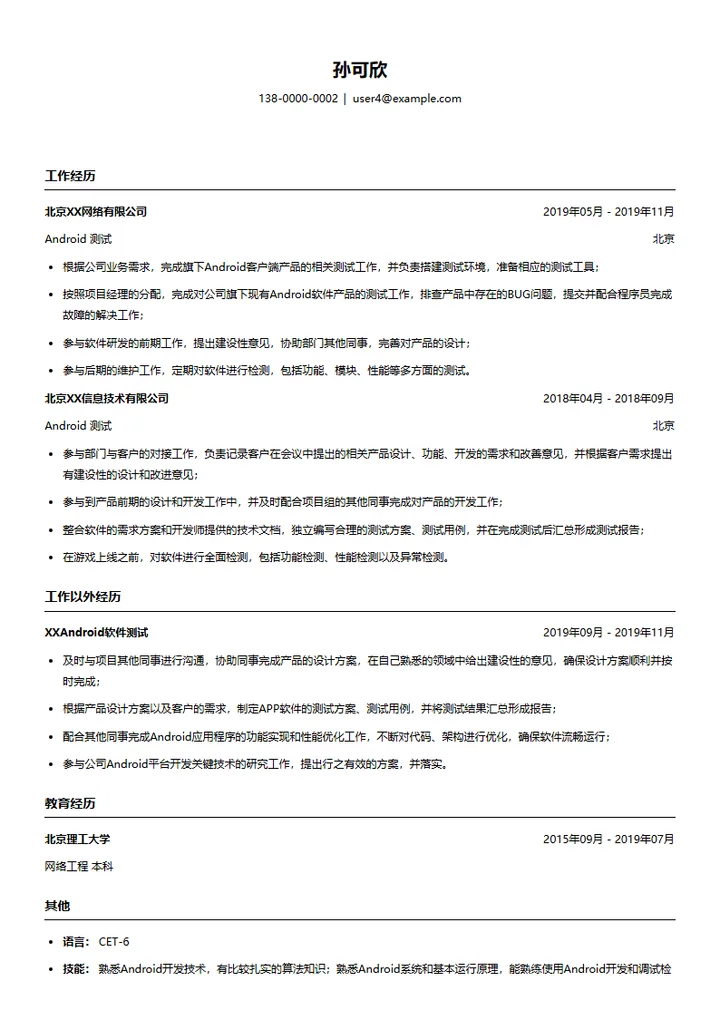 孙可欣
138-0000-0002 | user4@example.com
工作经历
北京XX网络有限公司 2019年05月 - 2019年11月
Android 测试 北京
• 根据公司业务需求，完成旗下Android客户端产品的相关测试工作，并负责搭建测试环境，准备相应的测试工具；
• 按照项目经理的分配，完成对公司旗下现有Android软件产品的测试工作，排查产品中存在的BUG问题，提交并配合程序员完成
故障的解决工作；
• 参与软件研发的前期工作，提出建设性意见，协助部门其他同事，完善对产品的设计；
• 参与后期的维护工作，定期对软件进行检测，包括功能、模块、性能等多方面的测试。
北京XX信息技术有限公司 2018年04月 - 2018年09月
Android 测试 北京
• 参与部门与客户的对接工作，负责记录客户在会议中提出的相关产品设计、功能、开发的需求和改善意见，并根据客户需求提出
有建设性的设计和改进意见；
• 参与到产品前期的设计和开发工作中，并及时配合项目组的其他同事完成对产品的开发工作；
• 整合软件的需求方案和开发师提供的技术文档，独立编写合理的测试方案、测试用例，并在完成测试后汇总形成测试报告；
• 在游戏上线之前，对软件进行全面检测，包括功能检测、性能检测以及异常检测。
工作以外经历
XXAndroid软件测试 2019年09月 - 2019年11月
• 及时与项目其他同事进行沟通，协助同事完成产品的设计方案，在自己熟悉的领域中给出建设性的意见，确保设计方案顺利并按
时完成；
• 根据产品设计方案以及客户的需求，制定APP软件的测试方案、测试用例，并将测试结果汇总形成报告；
• 配合其他同事完成Android应用程序的功能实现和性能优化工作，不断对代码、架构进行优化，确保软件流畅运行；
• 参与公司Android平台开发关键技术的研究工作，提出行之有效的方案，并落实。
教育经历
北京理工大学 2015年09月 - 2019年07月
网络工程 本科
其他
• 语言： CET-6
• 技能： 熟悉Android开发技术，有比较扎实的算法知识；熟悉Android系统和基本运行原理，能熟练使用Android开发和调试检